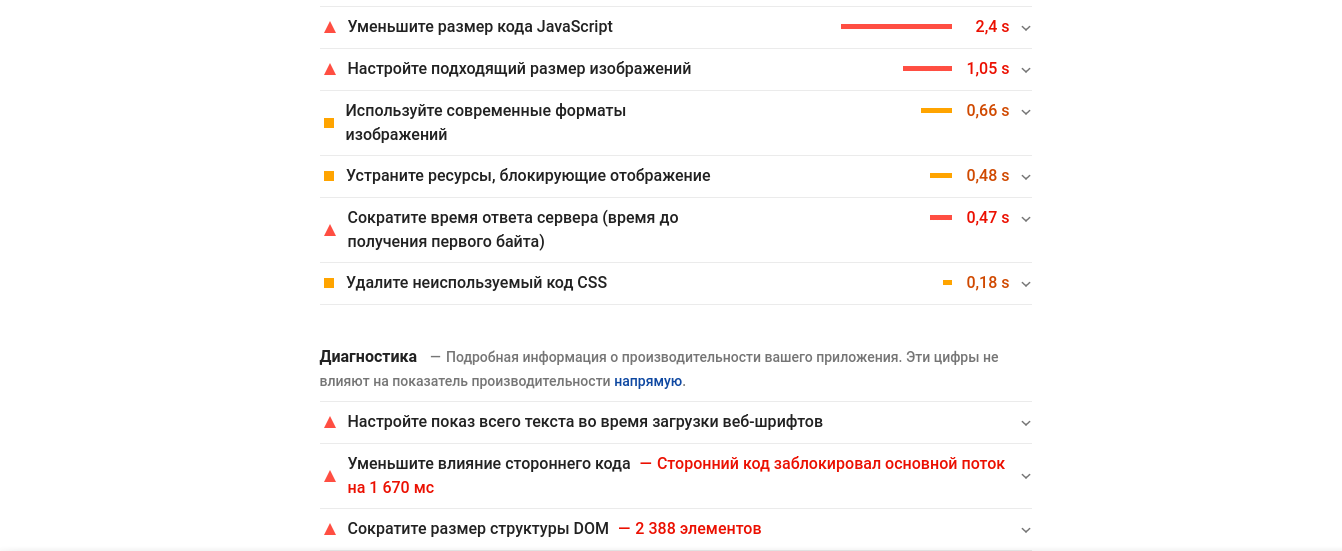 Уменьшите размер кода JavaScript 2,4 s
Настройте подходящий размер изображений 1,05 s
Используйте современные форматы 0,66 s
изображений
Устраните ресурсы, блокирующие отображение 0,48 s
Сократите время ответа сервера (время до 0,47 s
получения первого байта)
Удалите неиспользуемый код CSS 0,18 s
Диагностика — Подробная информация о производительности вашего приложения. Эти цифры не
влияют на показатель производительности напрямую.
Настройте показ всего текста во время загрузки веб-шрифтов
Уменьшите влияние стороннего кода — Сторонний код заблокировал основной поток
на 1 670 мс
Сократите размер структуры DOM — 2 388 элементов